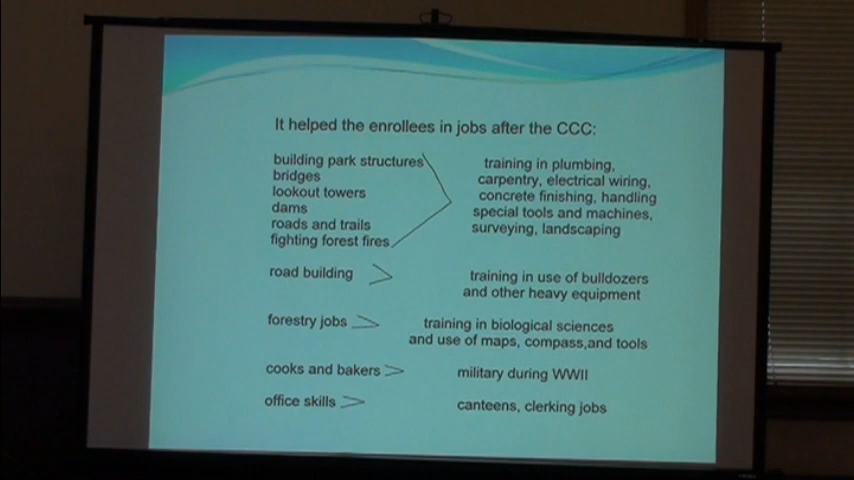 It helped the enrollees in jobs after the CCC:
building park structures
bridges
lookout towers
dams
roads and trails
fighting forest fires
training in plumbing,
carpentry, electrical wiring,
concrete finishing, handling
special tools and machines,
surveying, landscaping
road building
training in use of bulldozers
and other heavy equipment
forestry jobs
training in biological sciences
and use of maps, compass,and tools
cooks and bakers
military during WWII
office skills
canteens, clerking jobs